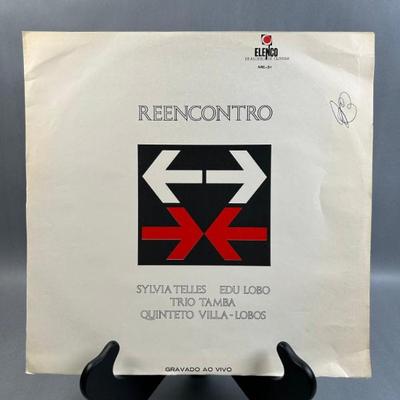 ELENCO
REENCONTRO
SYLVIA TELLES EDU LOBO
TRIO TAMBA
QUINTETO VILLA-LOBOS
GRAVADO AO VIVO